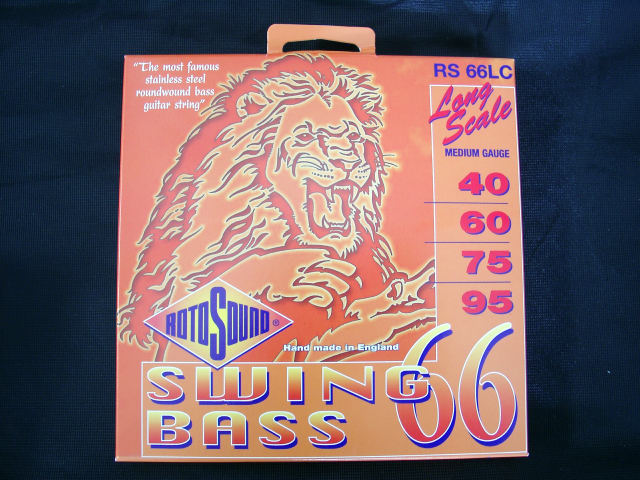 "The most famous
stainless steel
roundwound bass
guitar string"
RS 66LC
Long
Scale
MEDIUM GAUGE
40
60
75
95
ROTOSOUND®
Hand made in England
SWING 66
BASS